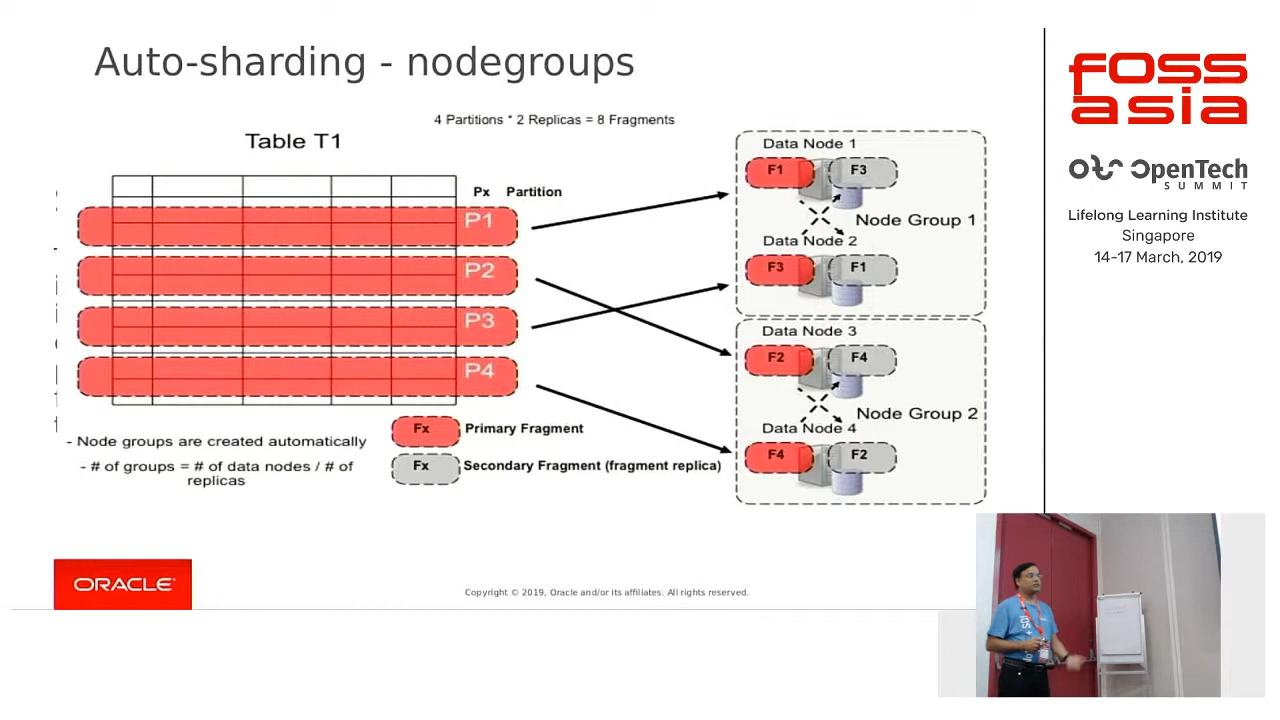 Auto-sharding - nodegroups
4 Partitions * 2 Replicas = 8 Fragments
Table T1
Px Partition
P1
P2
P3
P4
- Node groups are created automatically
- # of groups = # of data nodes / # of
replicas
Fx Primary Fragment
Fx Secondary Fragment (fragment replica)
Data Node 1
F1 F3
Node Group 1
Data Node 2
F3 F1
Data Node 3
F2 F4
Node Group 2
Data Node 4
F4 F2
ORACLE
Copyright © 2019, Oracle and/or its affiliates. All rights reserved.
FOSS
asia
OpenTech
SUMMIT
Lifelong Learning Institute
Singapore
14-17 March, 2019